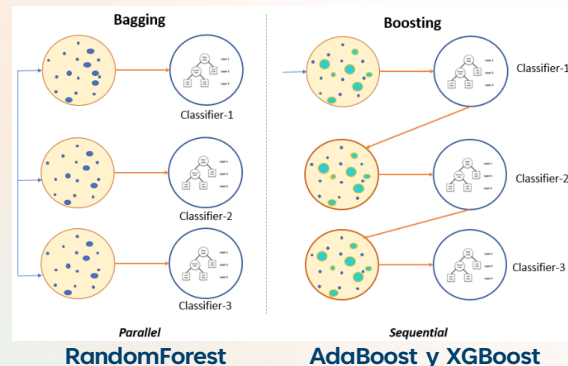 Bagging
Classifier-1
Classifier-2
Classifier-3
Parallel
RandomForest
Boosting
Classifier-1
Classifier-2
Classifier-3
Sequential
AdaBoost y XGBoost